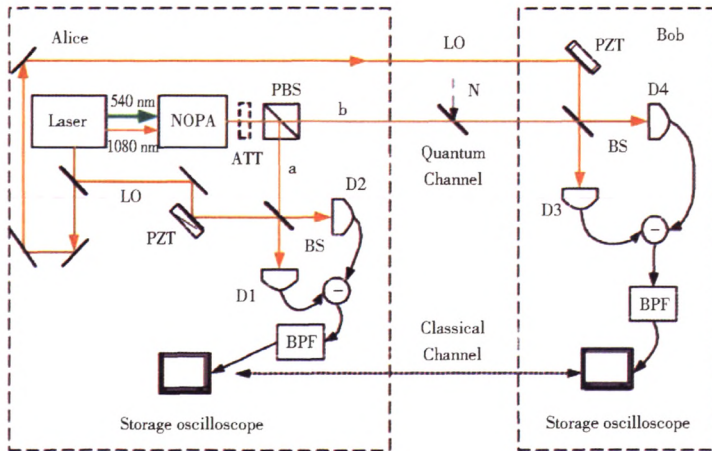 Alice
LO
PZT
Bob
Laser
540 nm
1080 nm
NOPA
ATT
PBS
b
N
Quantum
Channel
D4
BS
a
LO
PZT
D2
BS
D3
−
D1
−
BPF
BPF
Classical
Channel
Storage oscilloscope
Storage oscilloscope